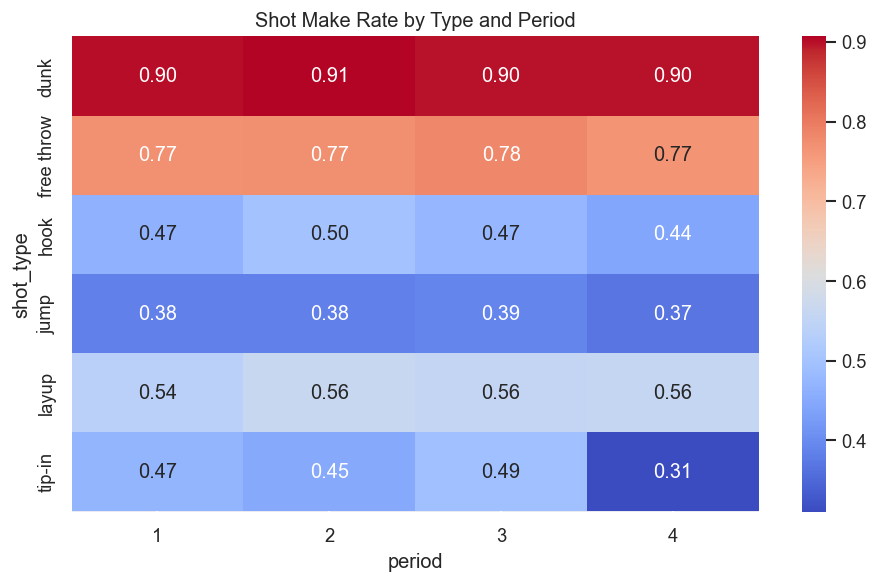 Shot Make Rate by Type and Period
shot_type
dunk 0.90 0.91 0.90 0.90
free throw 0.77 0.77 0.78 0.77
hook 0.47 0.50 0.47 0.44
jump 0.38 0.38 0.39 0.37
layup 0.54 0.56 0.56 0.56
tip-in 0.47 0.45 0.49 0.31
1 2 3 4
period
0.9
0.8
0.7
0.6
0.5
0.4